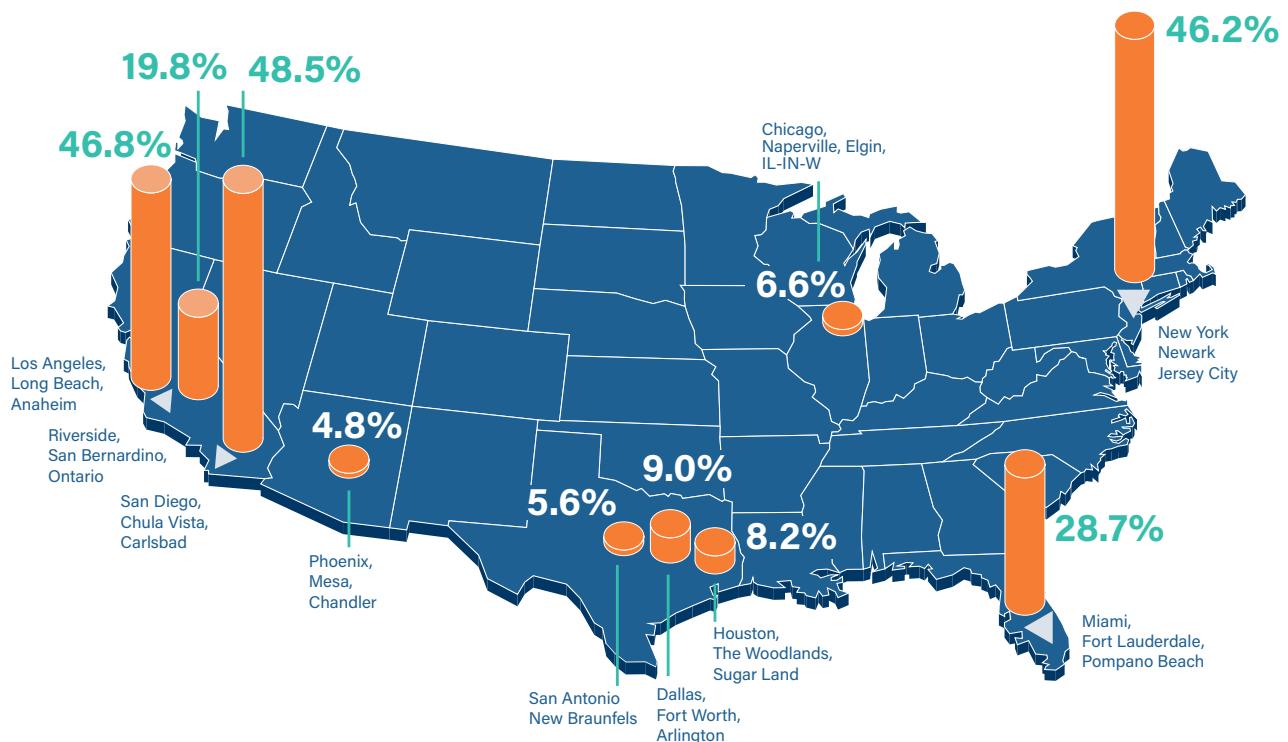 46.2%
19.8%
48.5%
46.8%
Chicago,
Naperville, Elgin,
IL-IN-W
6.6%
New York
Newark
Jersey City
Los Angeles,
Long Beach,
Anaheim
Riverside,
San Bernardino,
Ontario
San Diego,
Chula Vista,
Carlsbad
4.8%
Phoenix,
Mesa,
Chandler
9.0%
5.6%
8.2%
28.7%
Houston,
The Woodlands,
Sugar Land
San Antonio
New Braunfels
Dallas,
Fort Worth,
Arlington
Miami,
Fort Lauderdale,
Pompano Beach